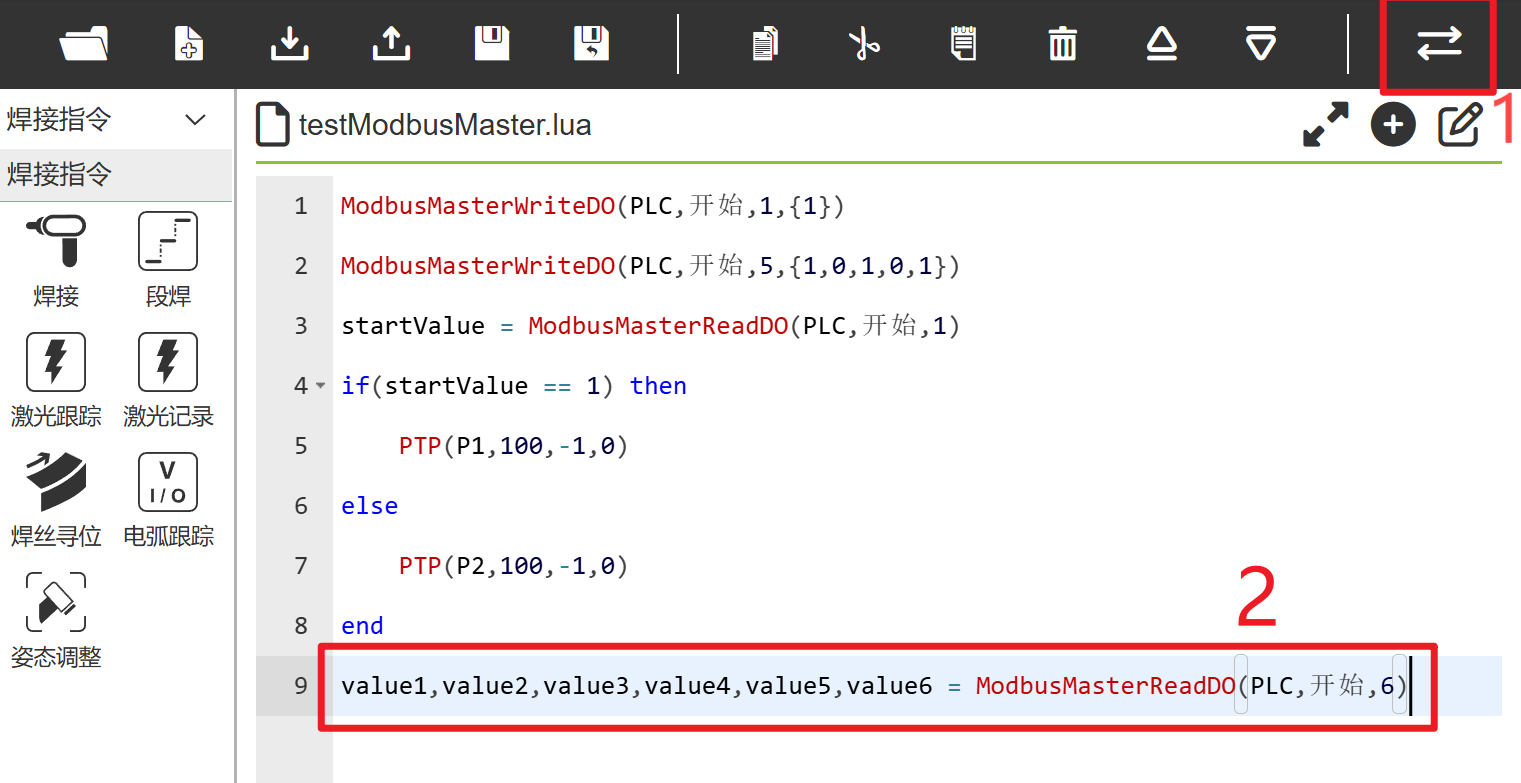 焊接指令
焊接指令
焊接
段焊
激光跟踪
激光记录
焊丝寻位
V
I/O
电弧跟踪
姿态调整
testModbusMaster.lua
1
1 ModbusMasterWriteDO(PLC,开始,1,{1})
2 ModbusMasterWriteDO(PLC,开始,5,{1,0,1,0,1})
3 startValue = ModbusMasterReadDO(PLC,开始,1)
4 if(startValue == 1) then
5 PTP(P1,100,-1,0)
6 else
7 PTP(P2,100,-1,0)
8 end
2
9 value1,value2,value3,value4,value5,value6 = ModbusMasterReadDO(PLC,开始,6)